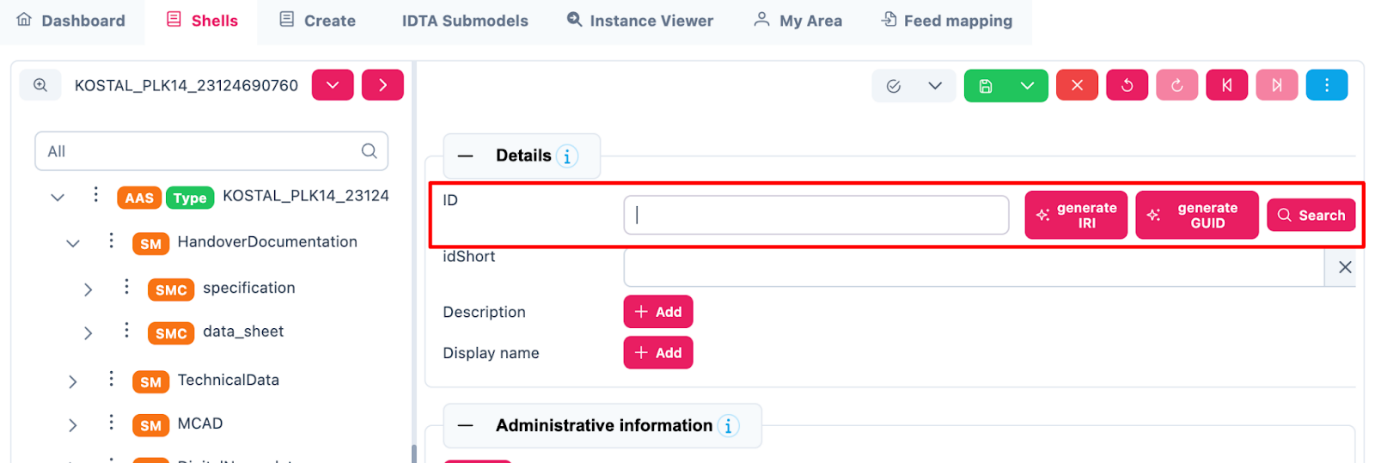 Dashboard Shells Create IDTA Submodels Instance Viewer My Area Feed mapping
KOSTAL_PLK14_23124690760
All
AAS Type KOSTAL_PLK14_23124
SM HandoverDocumentation
SMC specification
SMC data_sheet
SM TechnicalData
SM MCAD
Details i
ID generate IRI generate GUID Search
idShort
Description + Add
Display name + Add
Administrative information i